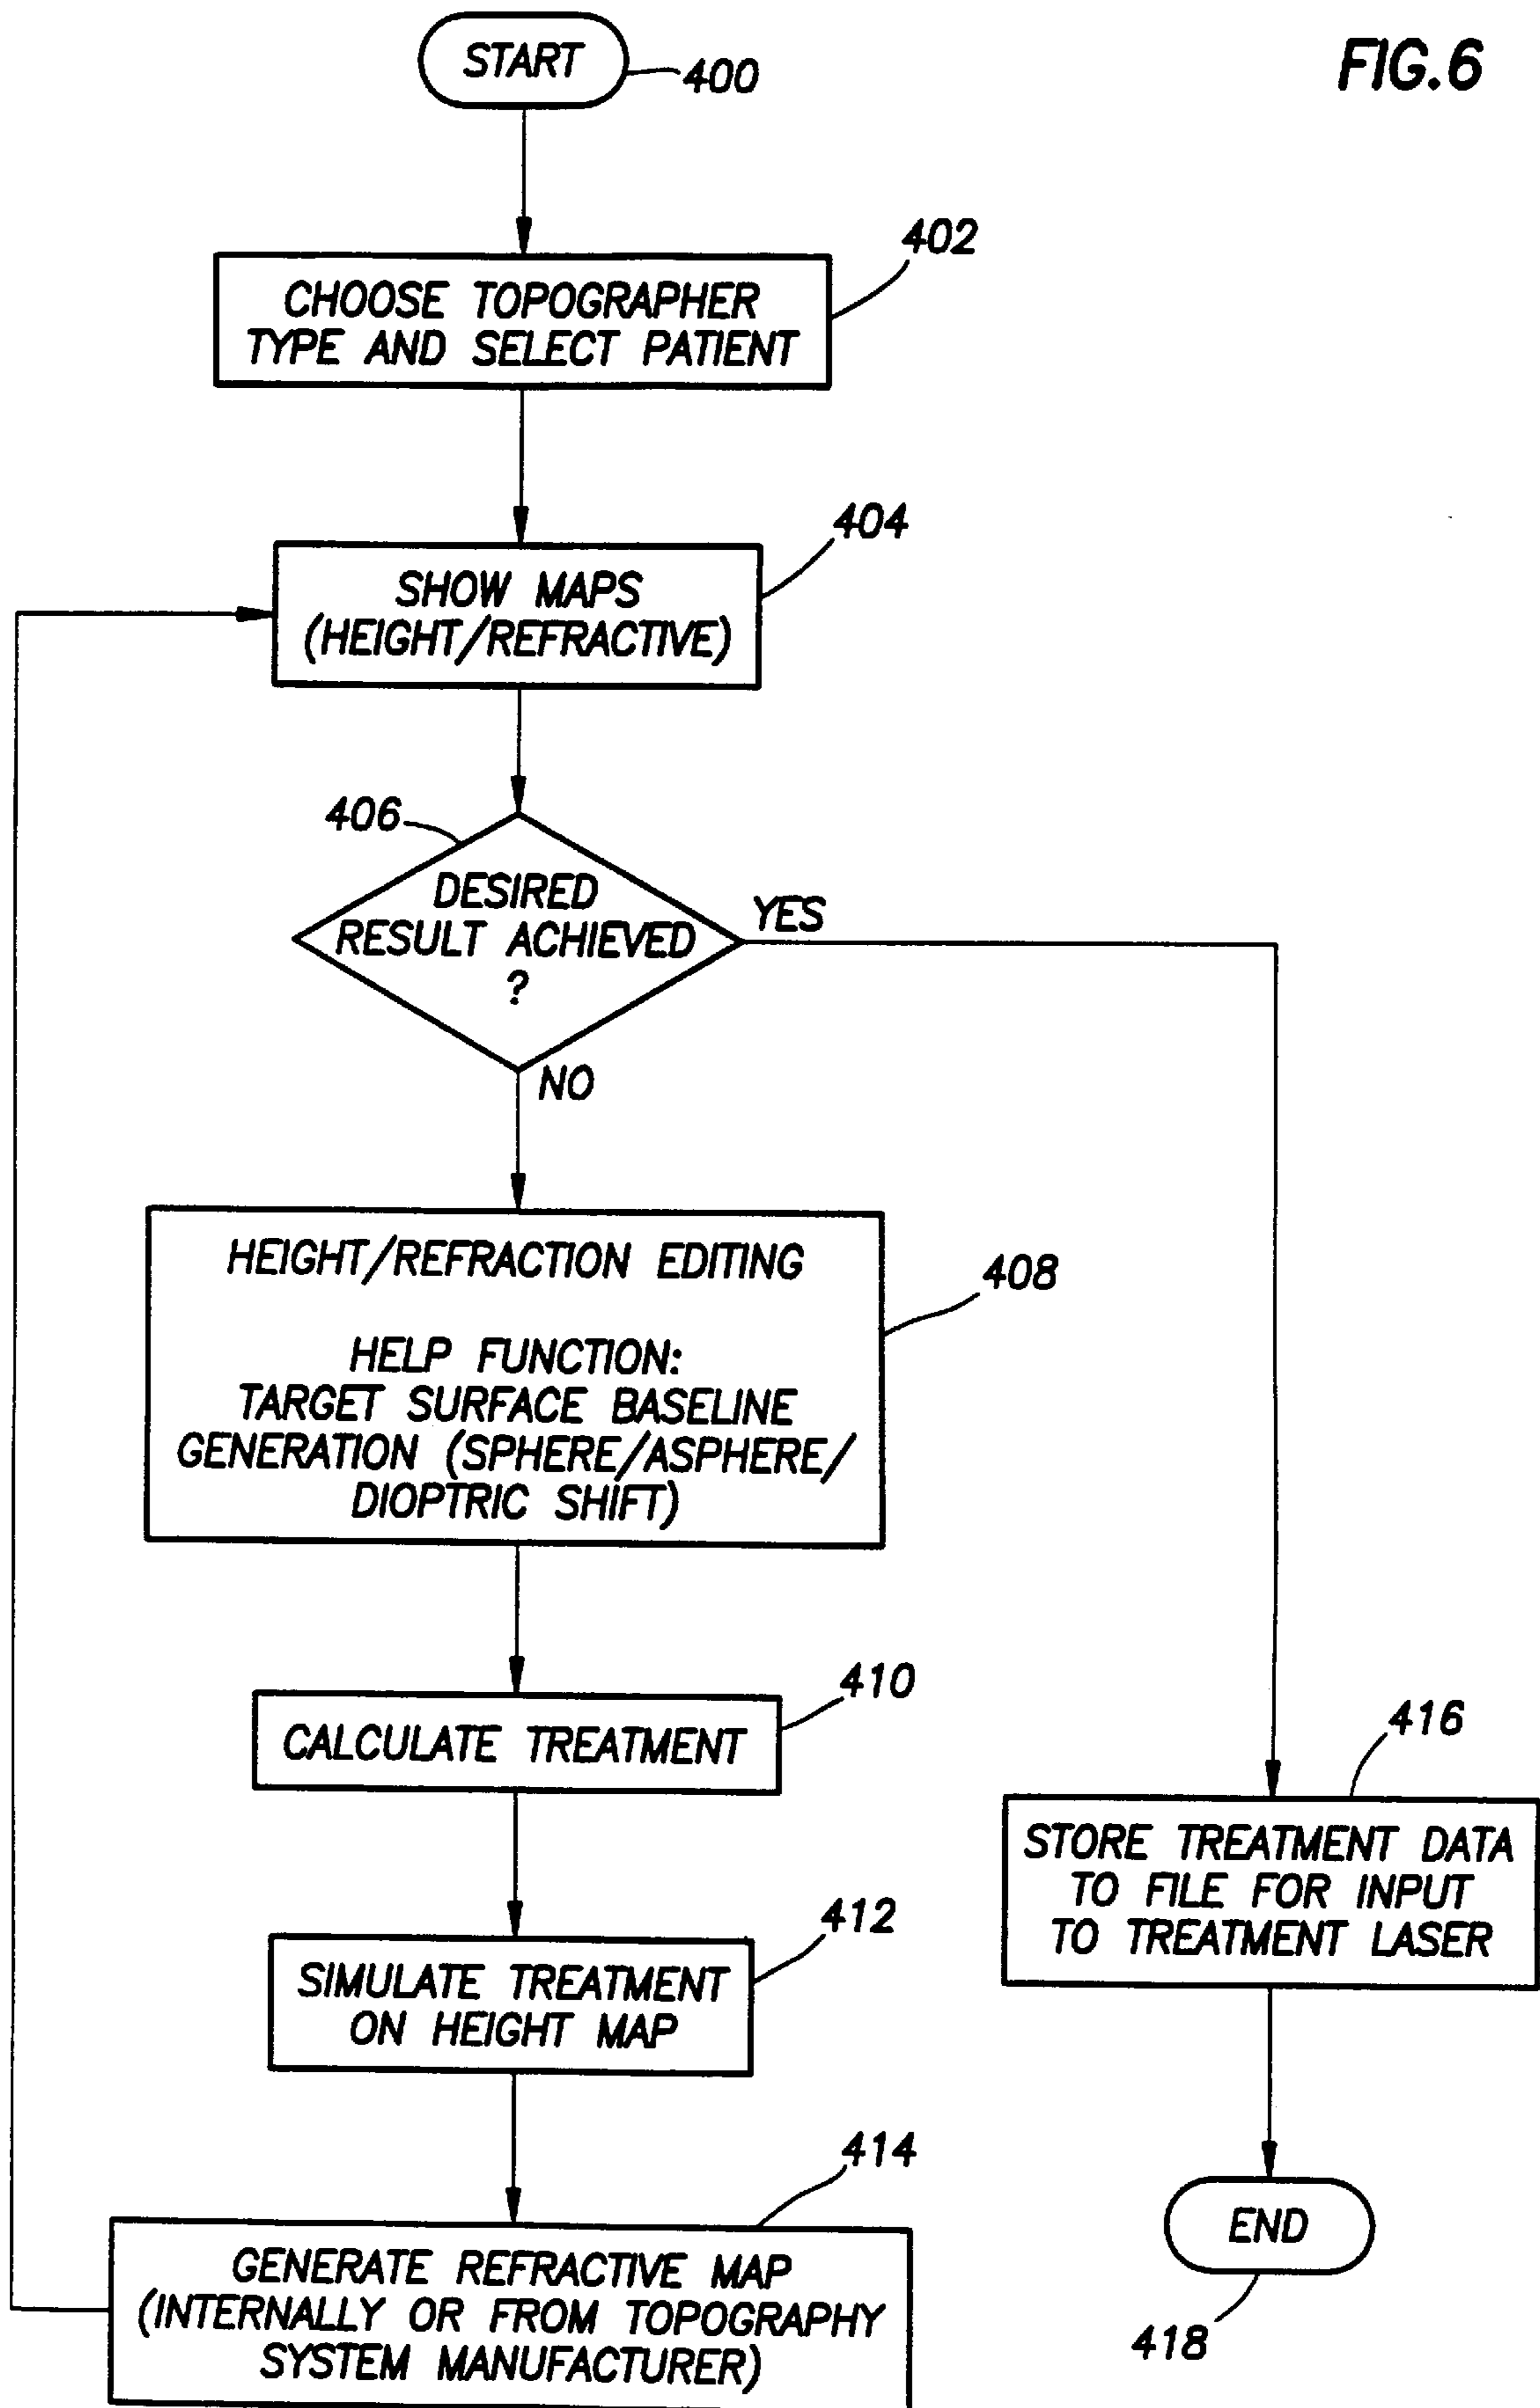 FIG.6
START
400
402
CHOOSE TOPOGRAPHER
TYPE AND SELECT PATIENT
404
SHOW MAPS
(HEIGHT/REFRACTIVE)
406
DESIRED
RESULT ACHIEVED
?
YES
NO
HEIGHT/REFRACTION EDITING
HELP FUNCTION:
TARGET SURFACE BASELINE
GENERATION (SPHERE/ASPHERE/
DIOPTRIC SHIFT)
408
410
CALCULATE TREATMENT
412
SIMULATE TREATMENT
ON HEIGHT MAP
414
GENERATE REFRACTIVE MAP
(INTERNALLY OR FROM TOPOGRAPHY
SYSTEM MANUFACTURER)
416
STORE TREATMENT DATA
TO FILE FOR INPUT
TO TREATMENT LASER
END
418